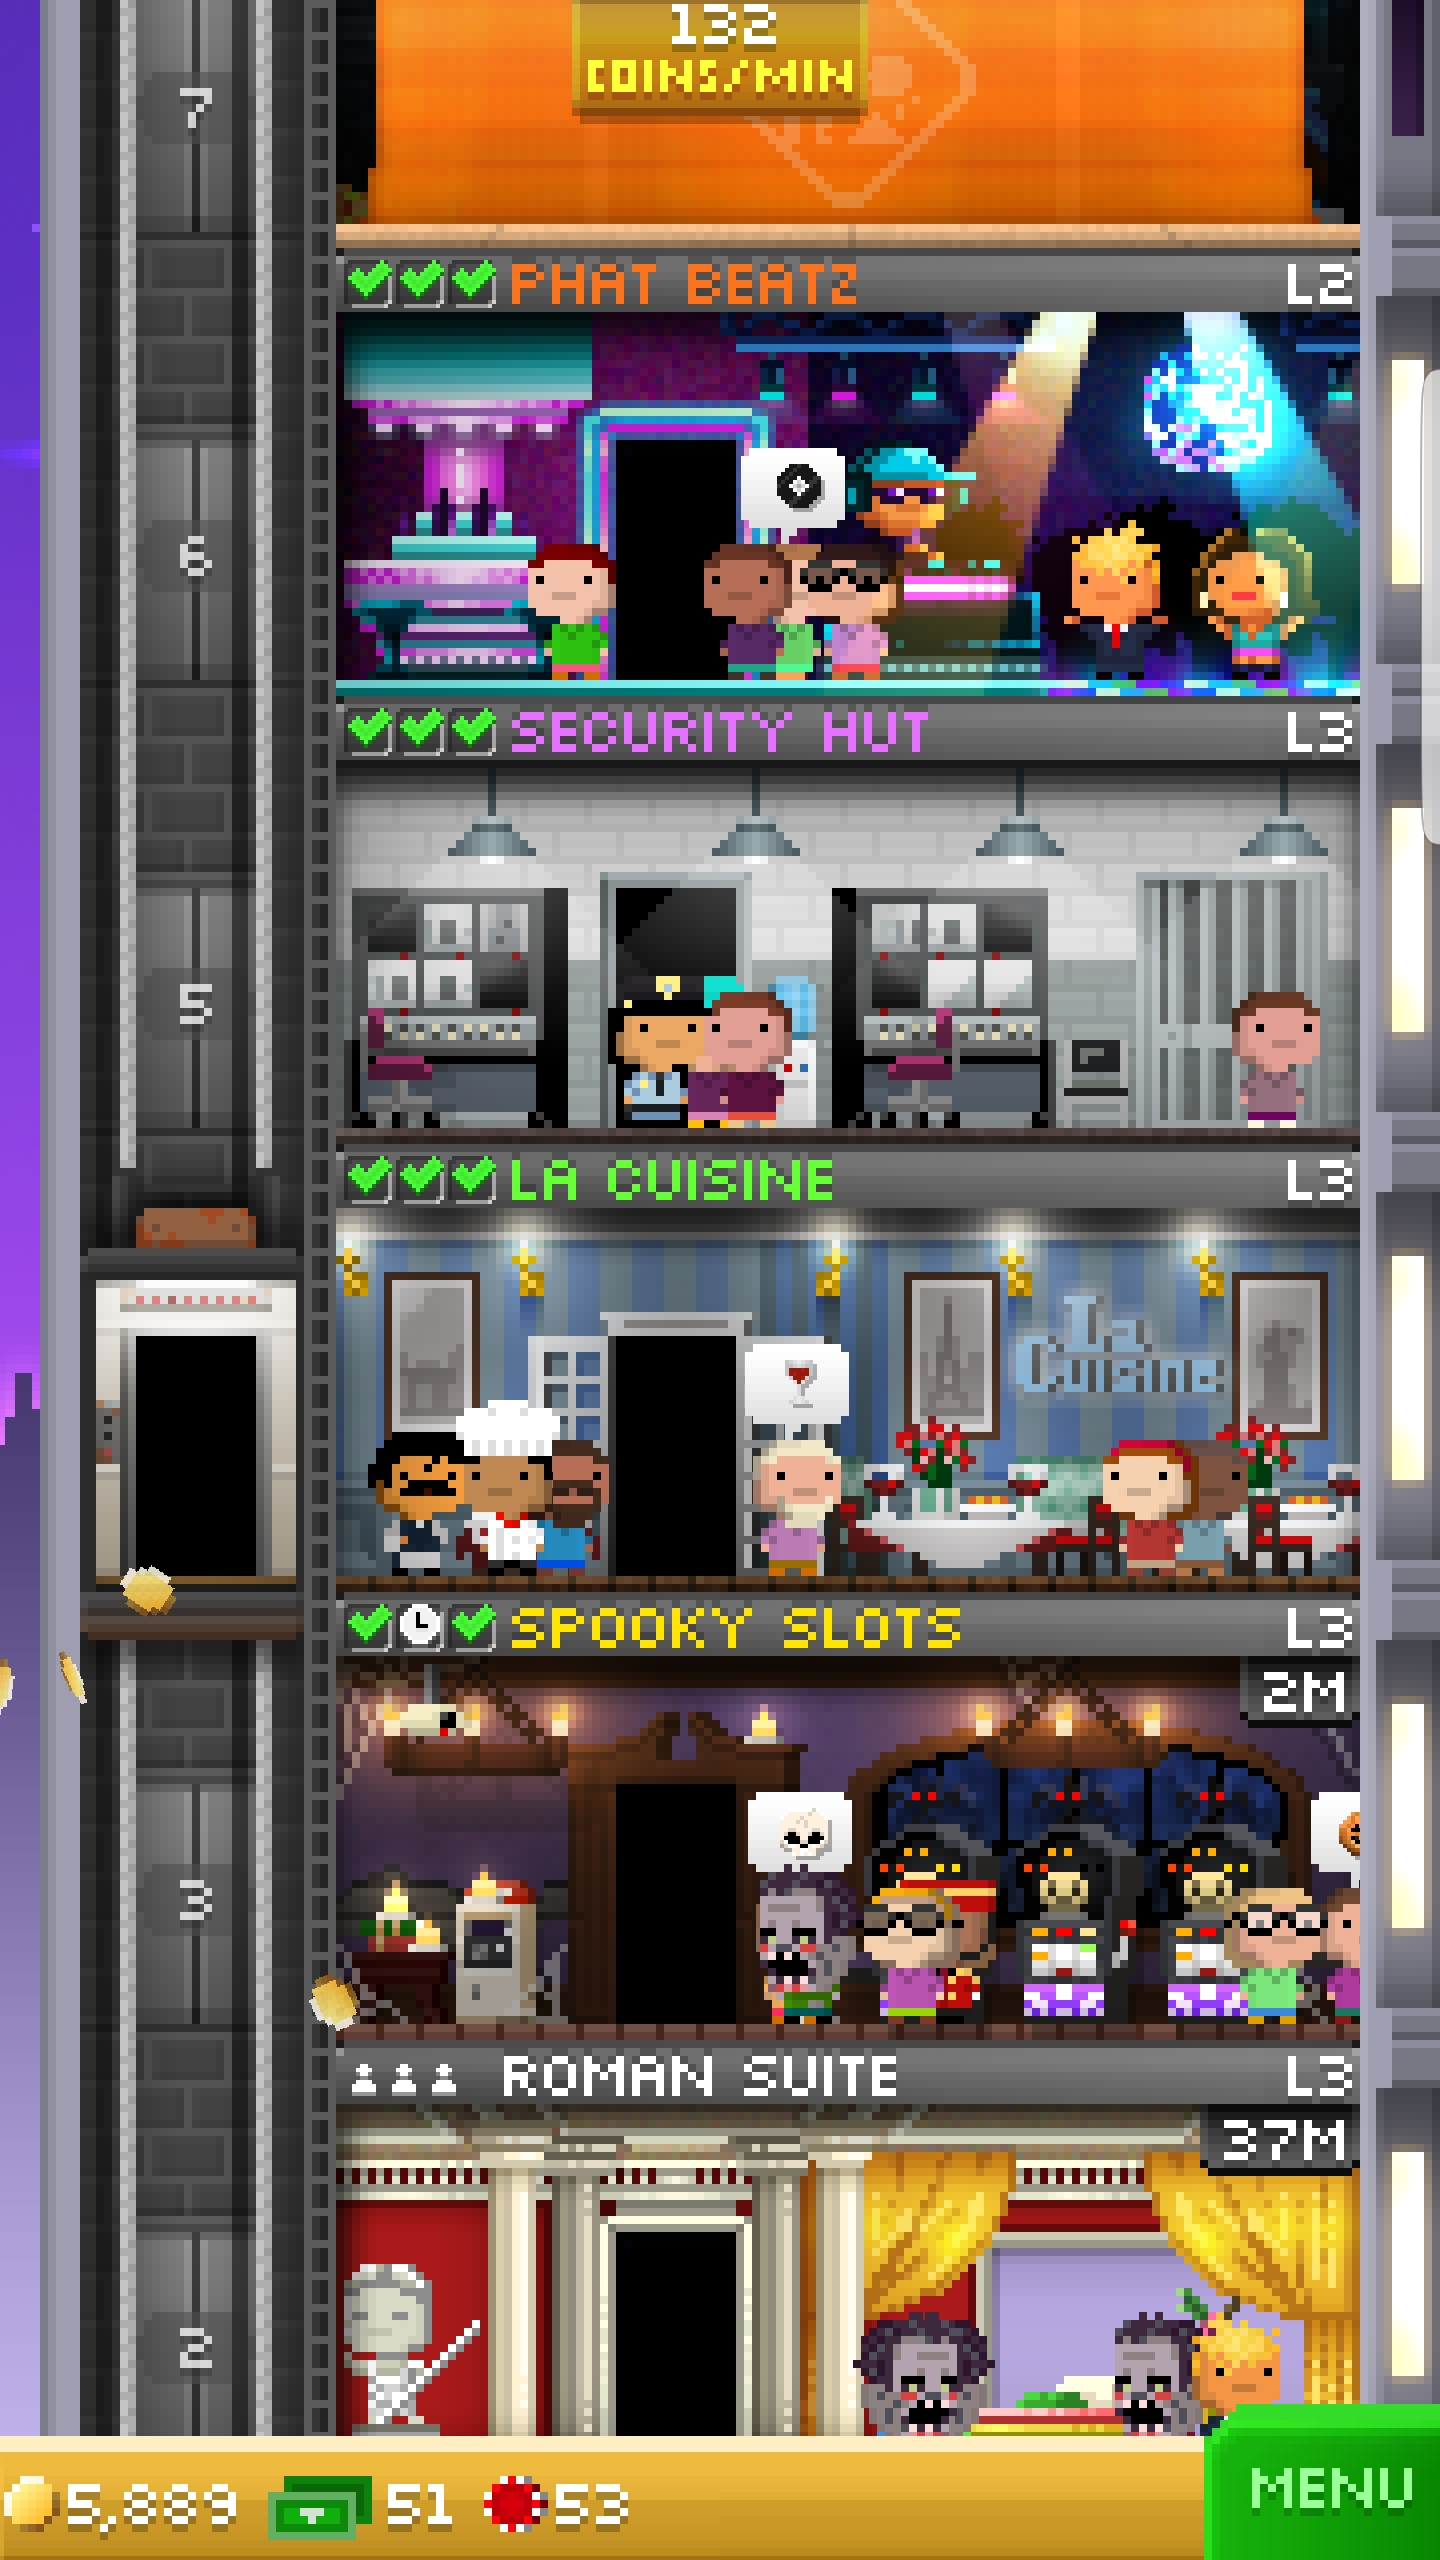 132
COINS/MIN
7
PHAT BEATZ L2
6
SECURITY HUT L3
5
LA CUISINE L3
La
Cuisine
SPOOKY SLOTS L3
2M
3
ROMAN SUITE L3
37M
2
5,889 51 53
MENU